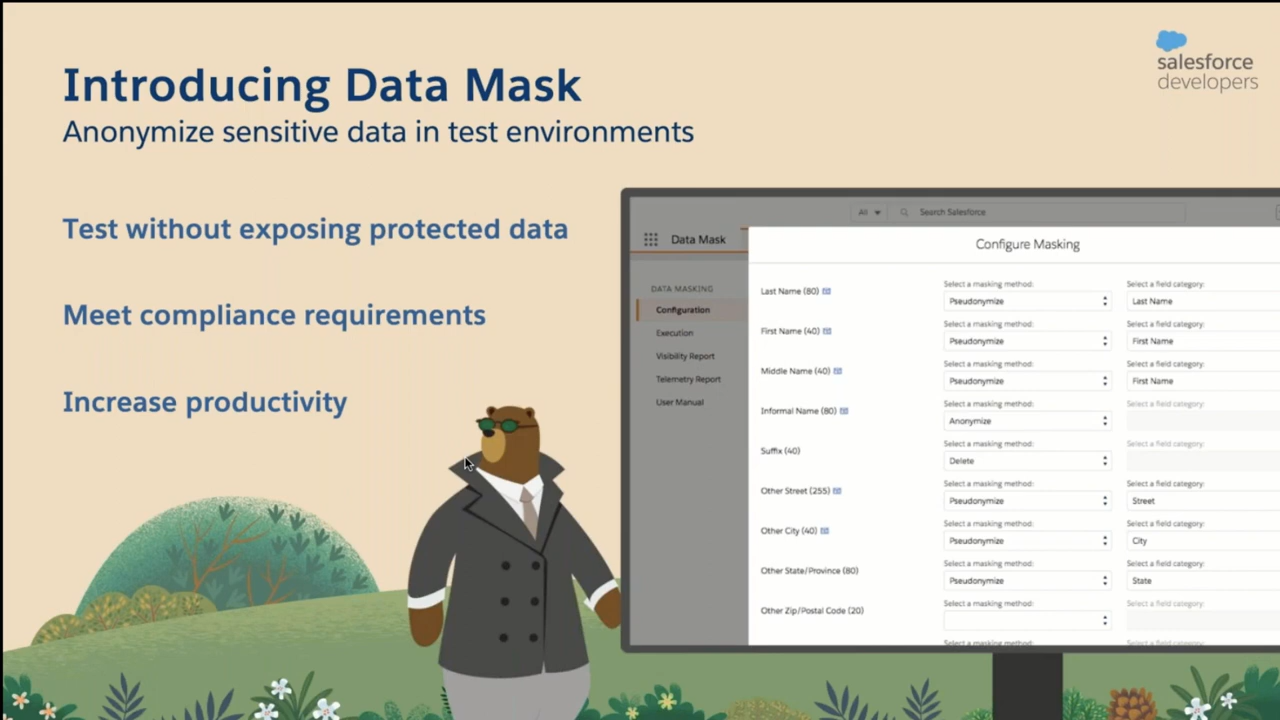 Introducing Data Mask
Anonymize sensitive data in test environments
salesforce
developers
Test without exposing protected data
Meet compliance requirements
Increase productivity
All
Search Salesforce
Data Mask
DATA MASKING
Configuration
Execution
Visibility Report
Telemetry Report
User Manual
Configure Masking
Last Name (80)
Select a masking method:
Pseudonymize
Select a field category:
Last Name
First Name (40)
Select a masking method:
Pseudonymize
Select a field category:
First Name
Middle Name (40)
Select a masking method:
Pseudonymize
Select a field category:
First Name
Informal Name (80)
Select a masking method:
Anonymize
Select a field category:
Suffix (40)
Select a masking method:
Delete
Select a field category:
Other Street (255)
Select a masking method:
Pseudonymize
Select a field category:
Street
Other City (40)
Select a masking method:
Pseudonymize
Select a field category:
City
Other State/Province (80)
Select a masking method:
Pseudonymize
Select a field category:
State
Other Zip/Postal Code (20)
Select a masking method:
Select a field category:
Select a masking method:
Select a field category: